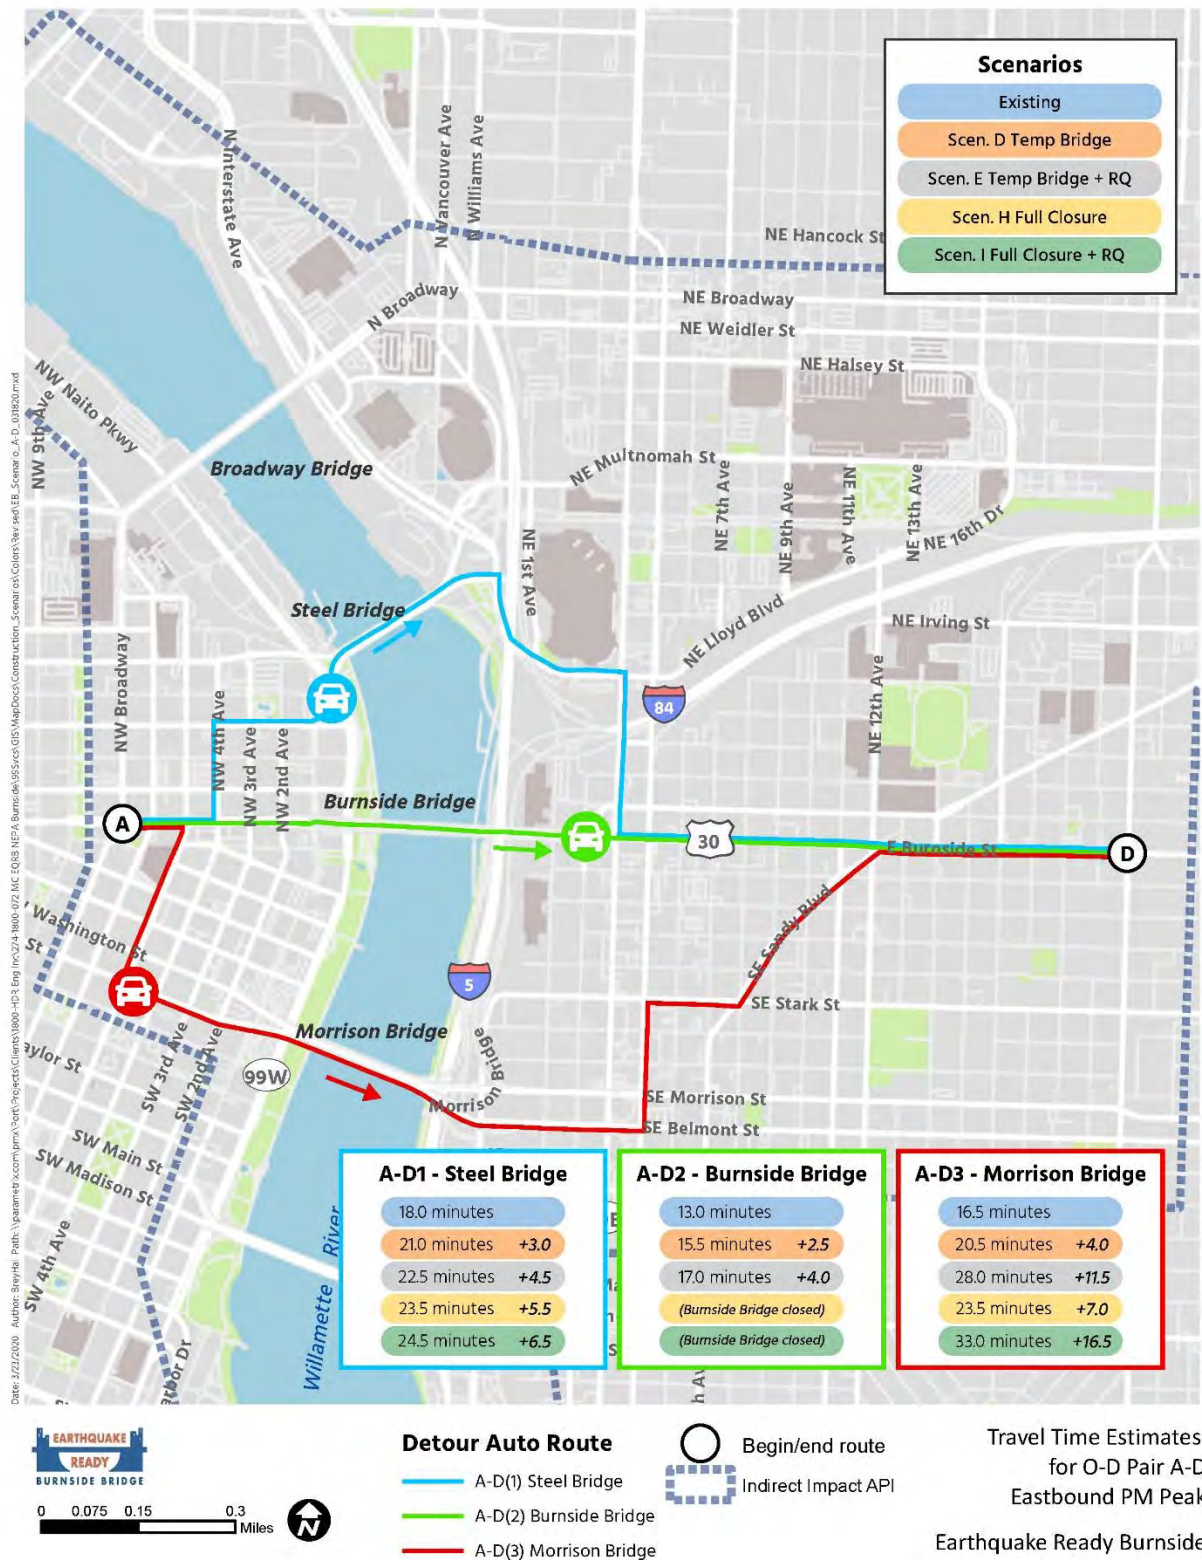 Scenarios
Existing
Scen. D Temp Bridge
Scen. E Temp Bridge + RQ
Scen. H Full Closure
Scen. I Full Closure + RQ
N Interstate Ave
N Vancouver Ave
N Williams Ave
NE Hancock St
N Broadway
NE Broadway
NE Weidler St
NE Halsey St
NW Naito Pkwy
NW 9th Ave
Broadway Bridge
NE Multnomah St
NE 7th Ave
NE 9th Ave
NE 11th Ave
NE 13th Ave
NE 16th Dr
NE 1st Ave
Steel Bridge
NE Lloyd Blvd
NE Irving St
NW Broadway
NW 4th Ave
NW 3rd Ave
NW 2nd Ave
84
NE 12th Ave
Burnside Bridge
A
30
E Burnside St
D
Washington St
St
5
SE Sandy Blvd
SE Stark St
Morrison Bridge
99W
SW 3rd Ave
SW 2nd Ave
aylor St
Morrison Bridge
SE Morrison St
SE Belmont St
SW Main St
SW Madison St
SW 4th Ave
arbor Dr
Willamette River
A-D1 - Steel Bridge
18.0 minutes
21.0 minutes +3.0
22.5 minutes +4.5
23.5 minutes +5.5
24.5 minutes +6.5
A-D2 - Burnside Bridge
13.0 minutes
15.5 minutes +2.5
17.0 minutes +4.0
(Burnside Bridge closed)
(Burnside Bridge closed)
A-D3 - Morrison Bridge
16.5 minutes
20.5 minutes +4.0
28.0 minutes +11.5
23.5 minutes +7.0
33.0 minutes +16.5
EARTHQUAKE
READY
BURNSIDE BRIDGE
0 0.075 0.15 0.3
Miles
N
Detour Auto Route
A-D(1) Steel Bridge
A-D(2) Burnside Bridge
A-D(3) Morrison Bridge
Begin/end route
Indirect Impact API
Travel Time Estimates
for O-D Pair A-D
Eastbound PM Peak
Earthquake Ready Burnside